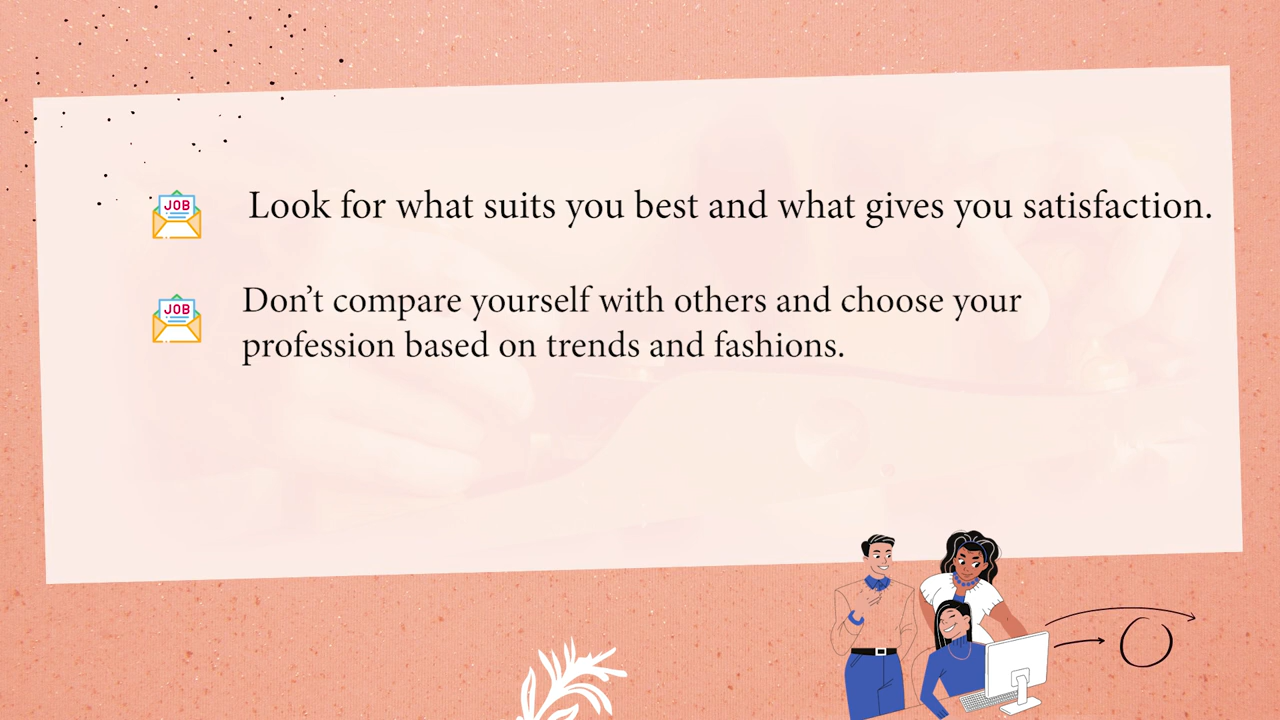 JOB
Look for what suits you best and what gives you satisfaction.
JOB
Don’t compare yourself with others and choose your
profession based on trends and fashions.